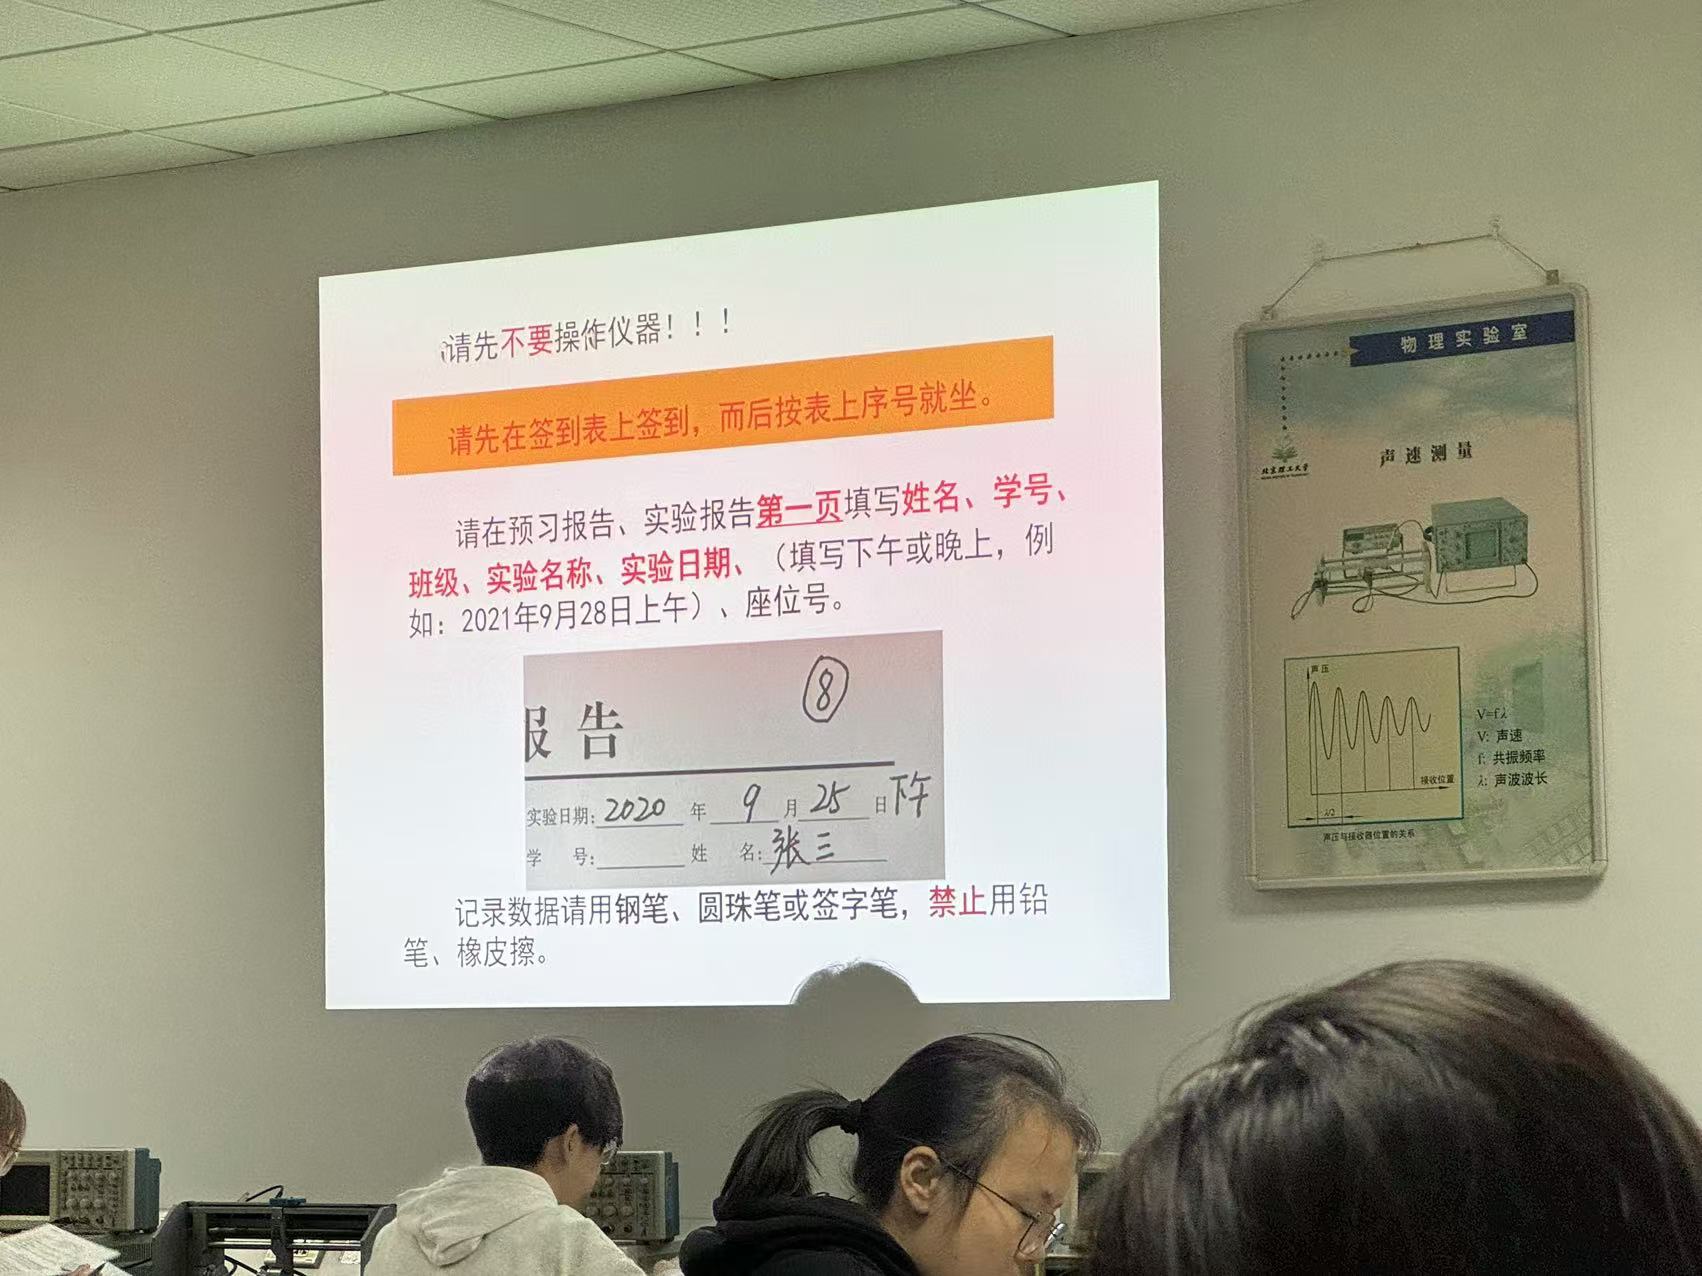 请先不要操作仪器！！！
请先在签到表上签到，而后按表上序号就坐。
请在预习报告、实验报告第一页填写姓名、学号、
班级、实验名称、实验日期、（填写下午或晚上，例
如：2021年9月28日上午）、座位号。
8
报告
实验日期：2020年9月25日下午
学 号： 姓 名：张三
记录数据请用钢笔、圆珠笔或签字笔，禁止用铅
笔、橡皮擦。
物理实验室
北京理工大学
声速测量
声压
接收位置
λ/2
声压与接收器位置的关系
V=fλ
V: 声速
f: 共振频率
λ: 声波波长